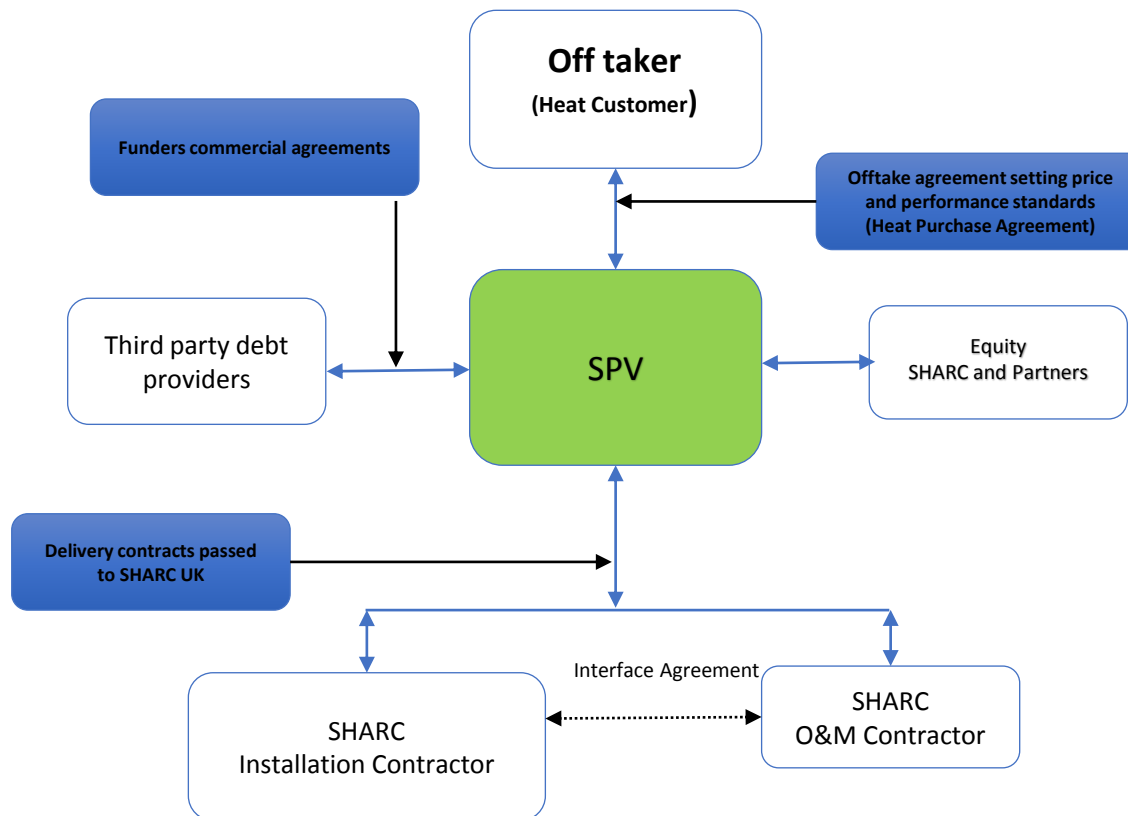 Off taker
(Heat Customer)
Funders commercial agreements
Offtake agreement setting price
and performance standards
(Heat Purchase Agreement)
Third party debt
providers
SPV
Equity
SHARC and Partners
Delivery contracts passed
to SHARC UK
Interface Agreement
SHARC
Installation Contractor
SHARC
O&M Contractor